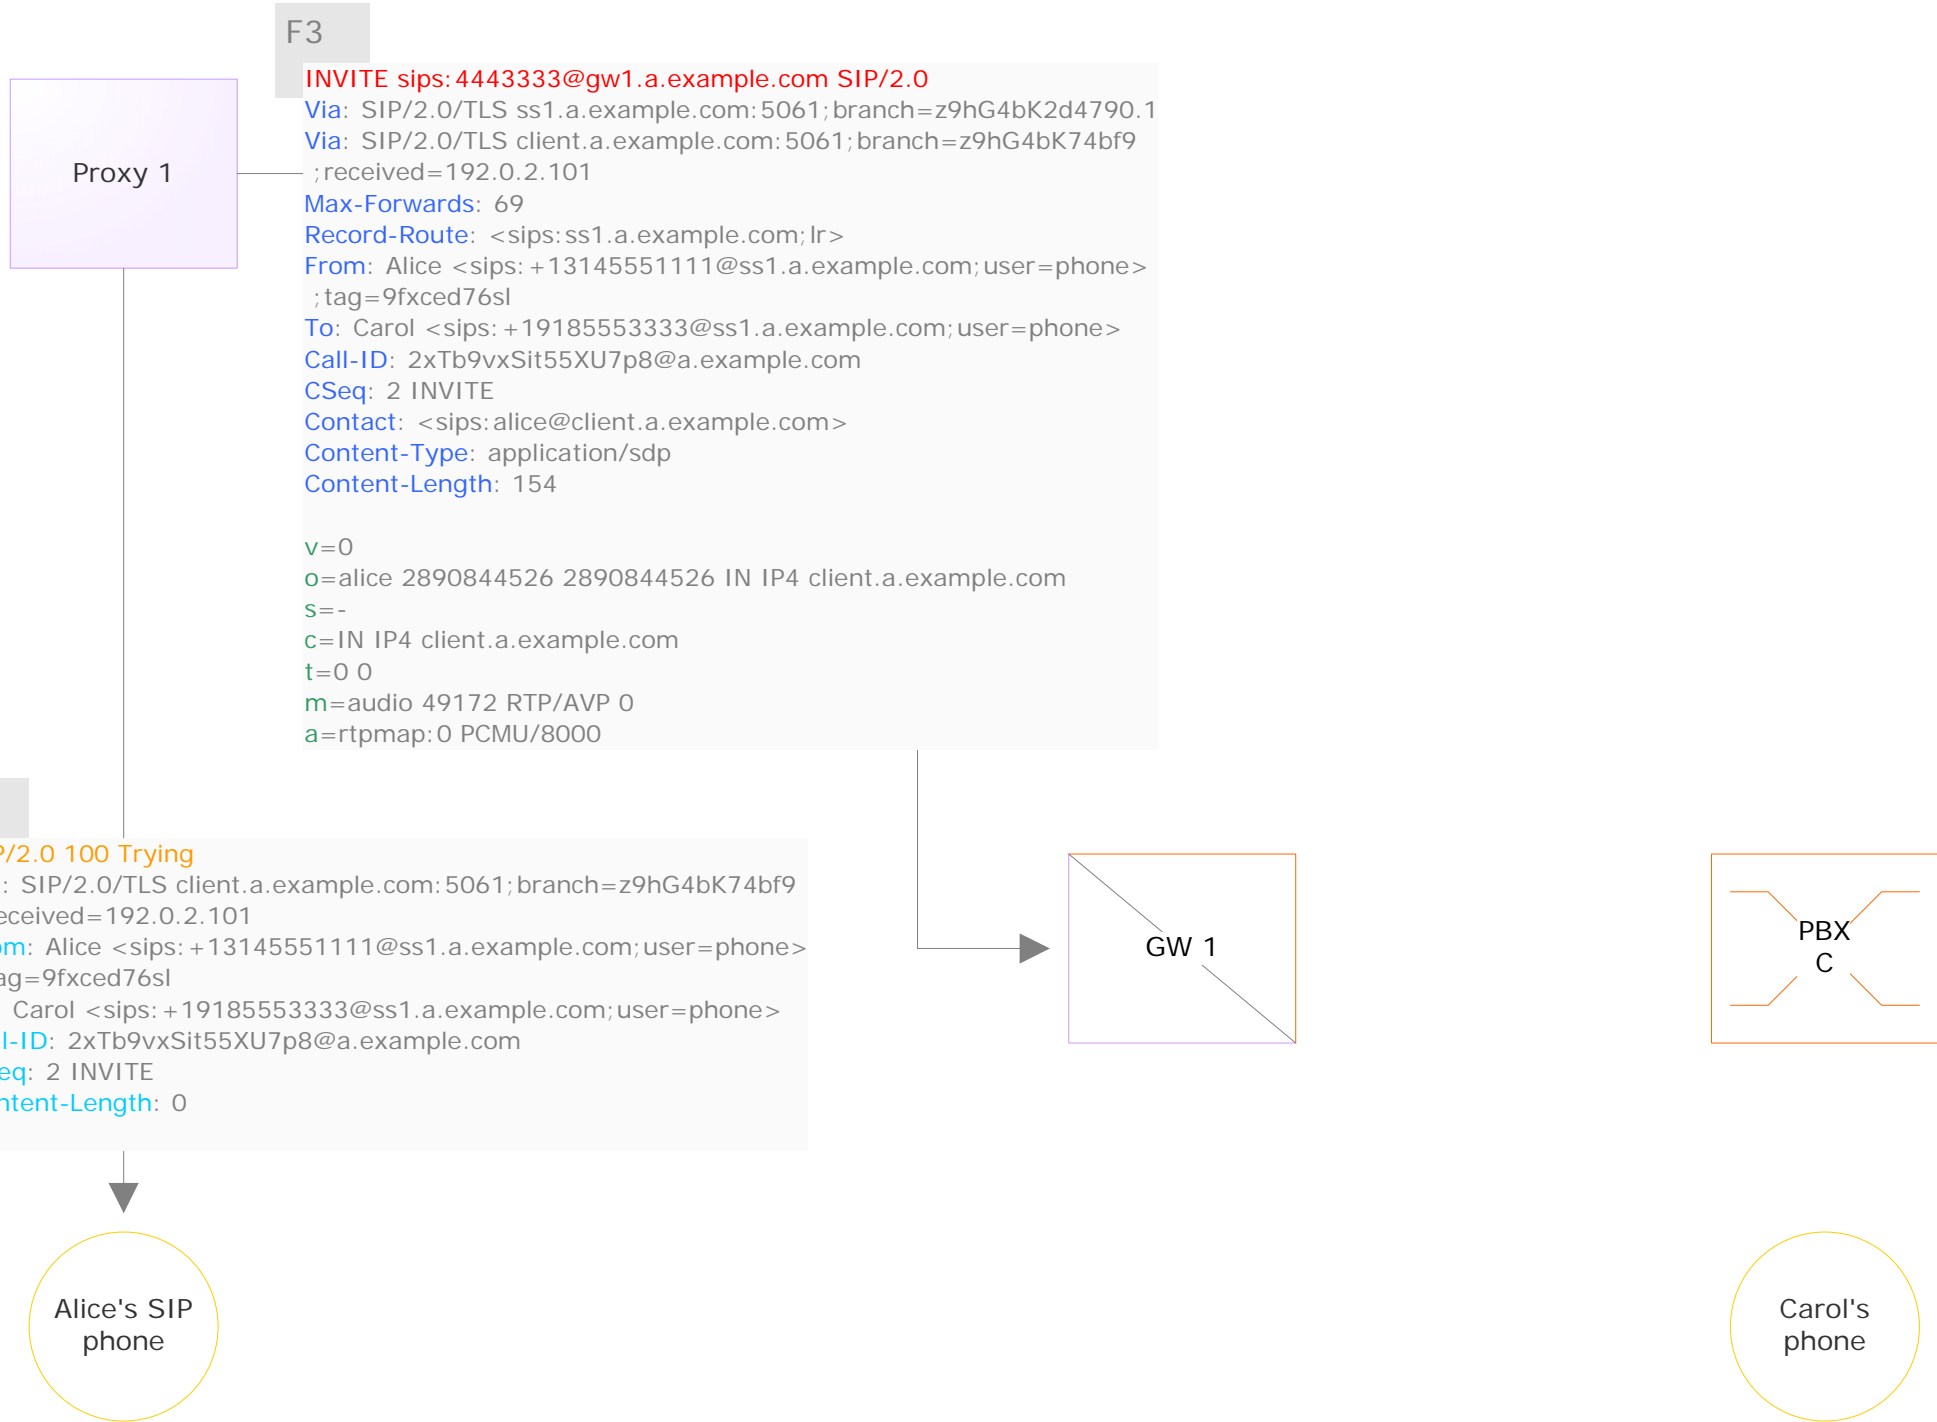 F3
INVITE sips:4443333@gw1.a.example.com SIP/2.0
Via: SIP/2.0/TLS ss1.a.example.com:5061;branch=z9hG4bK2d4790.1
Via: SIP/2.0/TLS client.a.example.com:5061;branch=z9hG4bK74bf9
;received=192.0.2.101
Max-Forwards: 69
Record-Route: <sips:ss1.a.example.com;lr>
From: Alice <sips:+13145551111@ss1.a.example.com;user=phone>
;tag=9fxced76sl
To: Carol <sips:+19185553333@ss1.a.example.com;user=phone>
Call-ID: 2xTb9vxSit55XU7p8@a.example.com
CSeq: 2 INVITE
Contact: <sips:alice@client.a.example.com>
Content-Type: application/sdp
Content-Length: 154
v=0
o=alice 2890844526 2890844526 IN IP4 client.a.example.com
s=-
c=IN IP4 client.a.example.com
t=0 0
m=audio 49172 RTP/AVP 0
a=rtpmap:0 PCMU/8000
Proxy 1
P/2.0 100 Trying
: SIP/2.0/TLS client.a.example.com:5061;branch=z9hG4bK74bf9
eceived=192.0.2.101
om: Alice <sips:+13145551111@ss1.a.example.com;user=phone>
ag=9fxced76sl
Carol <sips:+19185553333@ss1.a.example.com;user=phone>
l-ID: 2xTb9vxSit55XU7p8@a.example.com
eq: 2 INVITE
ntent-Length: 0
GW 1
PBX
C
Alice's SIP
phone
Carol's
phone